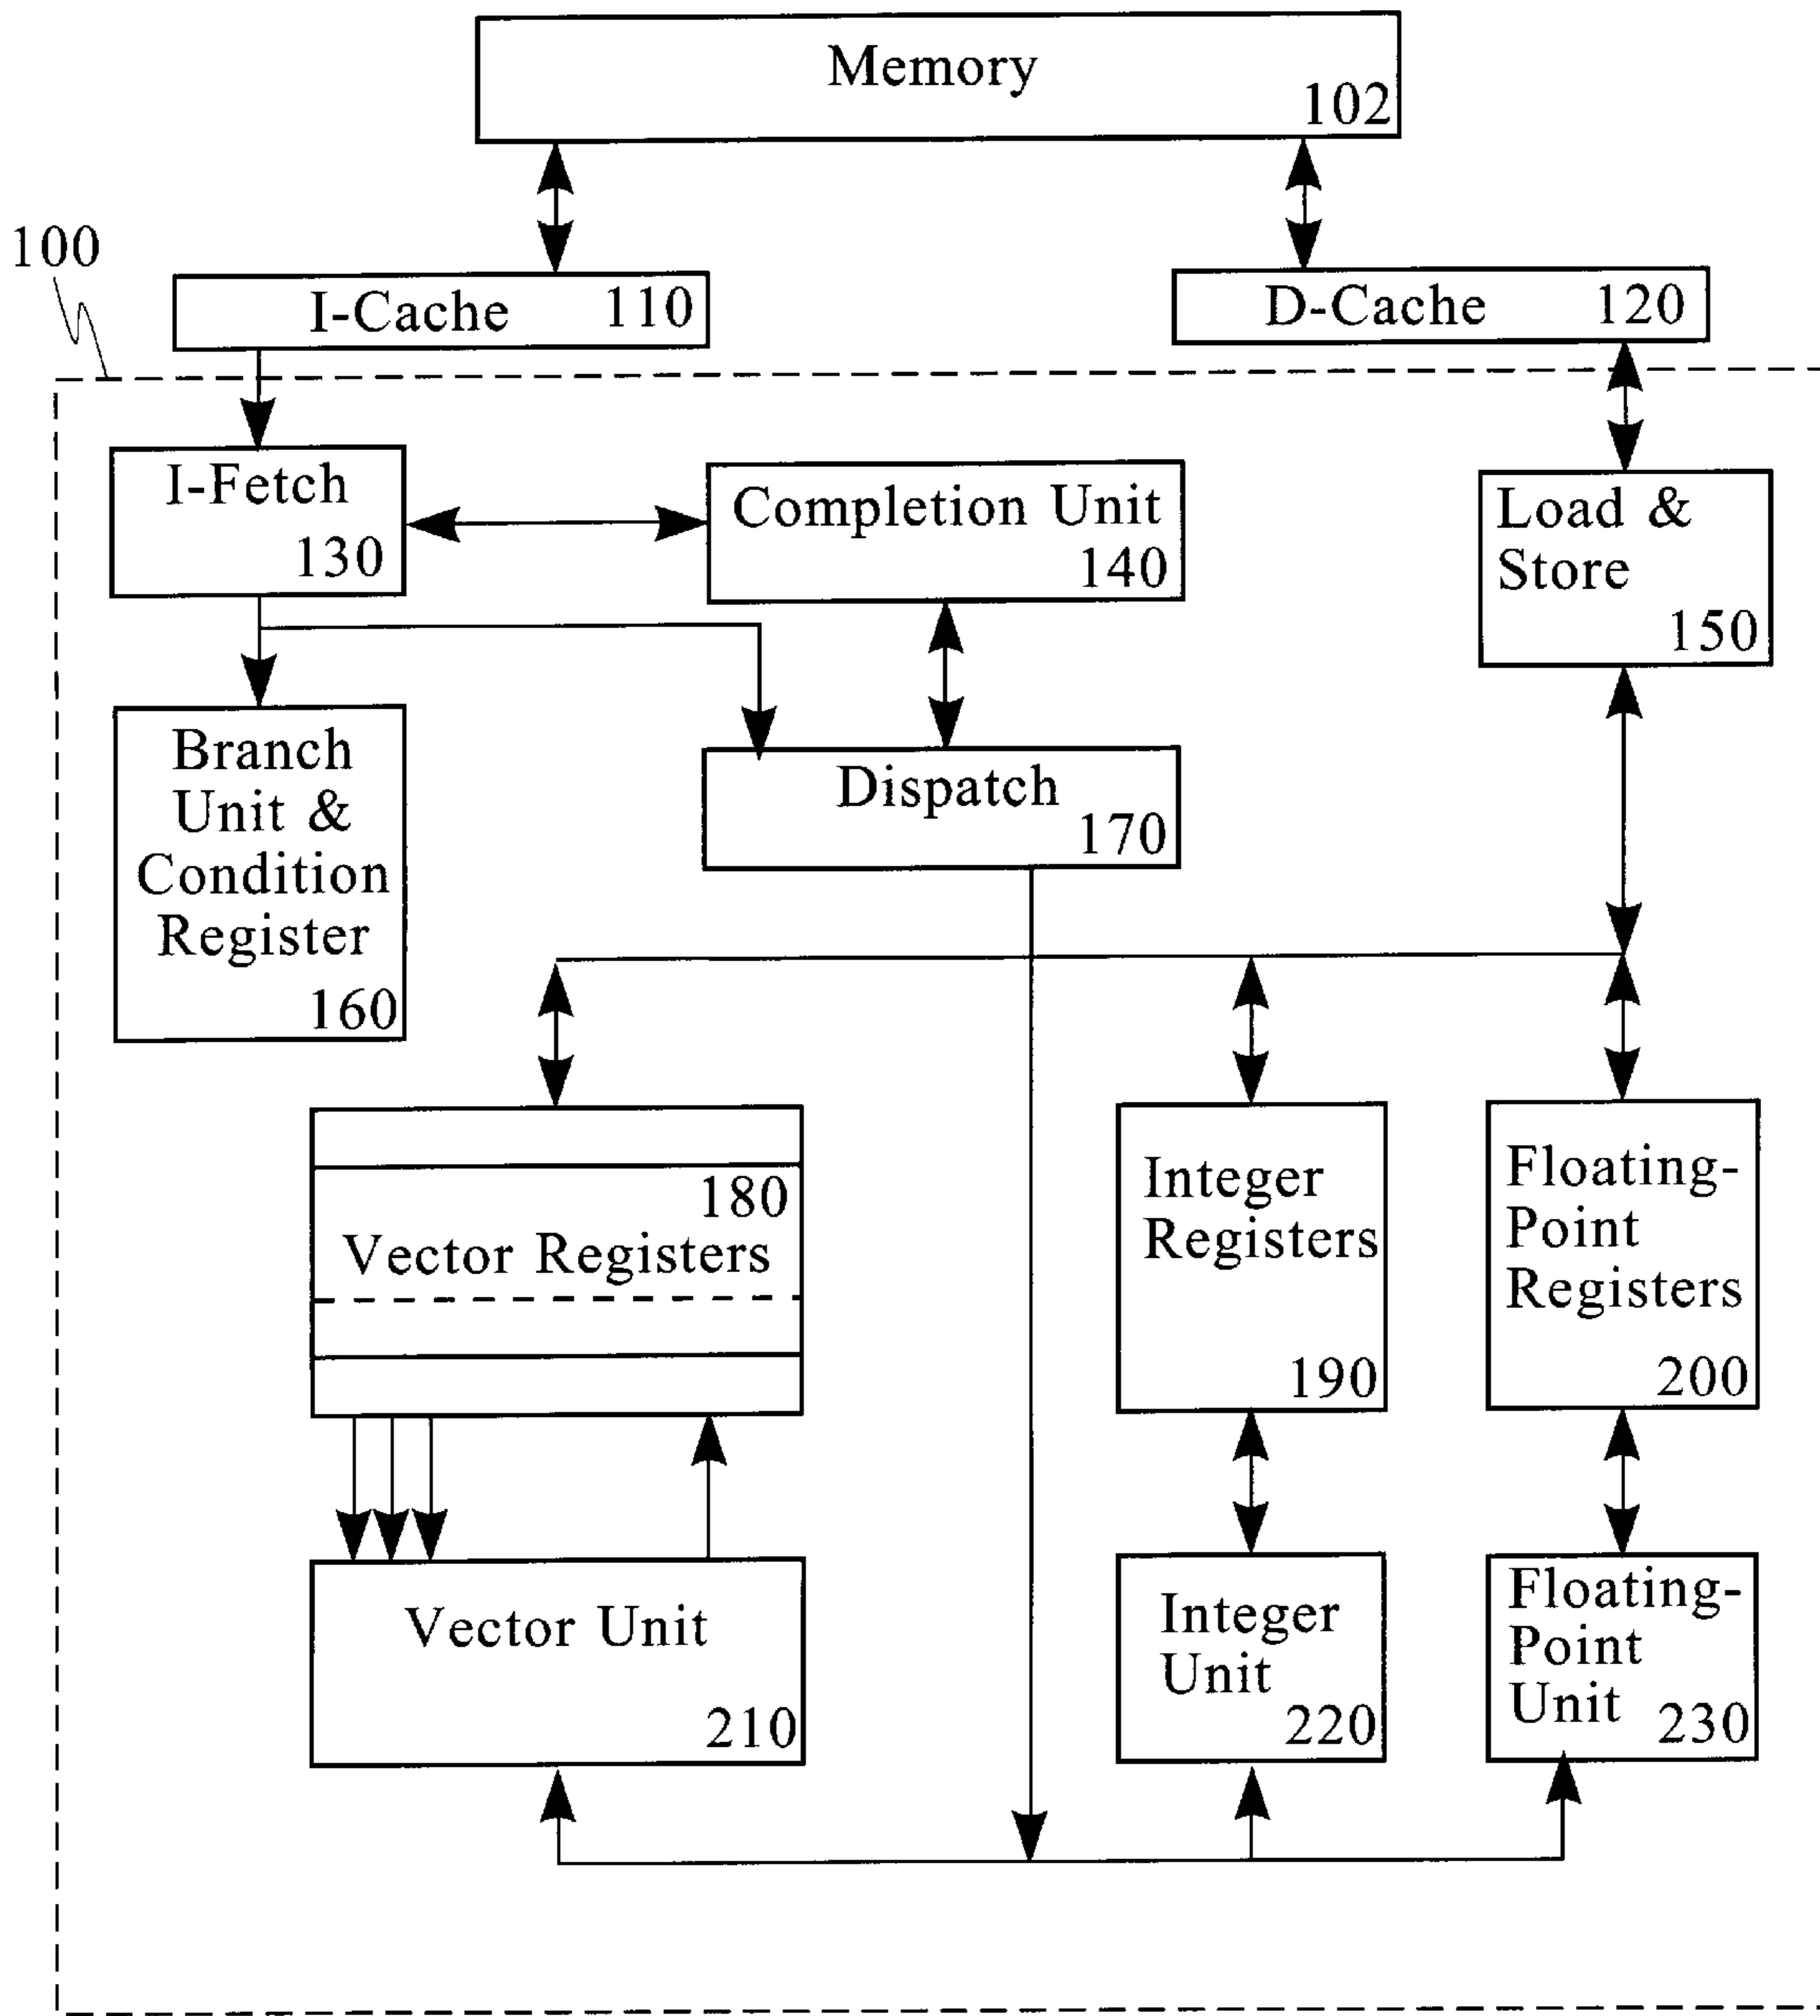 Memory
102
100
I-Cache 110
D-Cache 120
I-Fetch
130
Completion Unit
140
Load &
Store
150
Branch
Unit &
Condition
Register
160
Dispatch
170
180
Vector Registers
Integer
Registers
190
Floating-
Point
Registers
200
Vector Unit
210
Integer
Unit
220
Floating-
Point
Unit
230